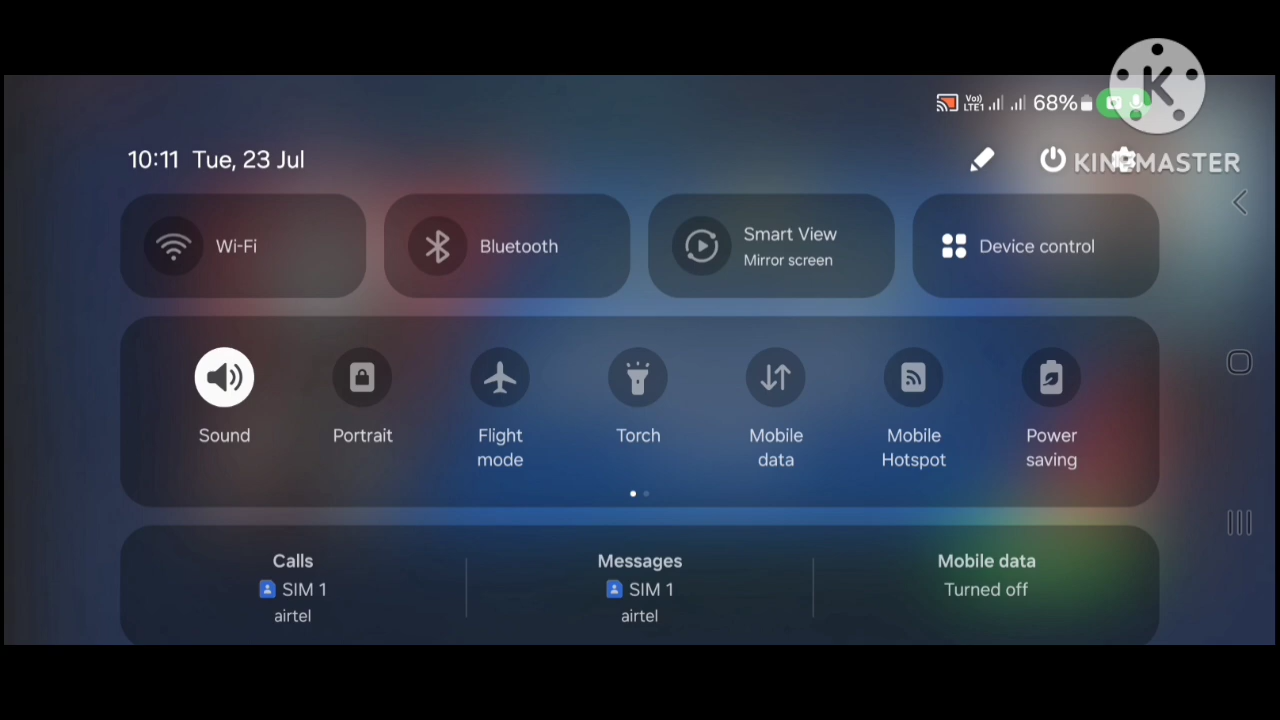 Vo) LTE1 68%
K
KINEMASTER
10:11 Tue, 23 Jul
Wi-Fi
Bluetooth
Smart View
Mirror screen
Device control
Sound
Portrait
Flight
mode
Torch
Mobile
data
Mobile
Hotspot
Power
saving
Calls
SIM 1
airtel
Messages
SIM 1
airtel
Mobile data
Turned off